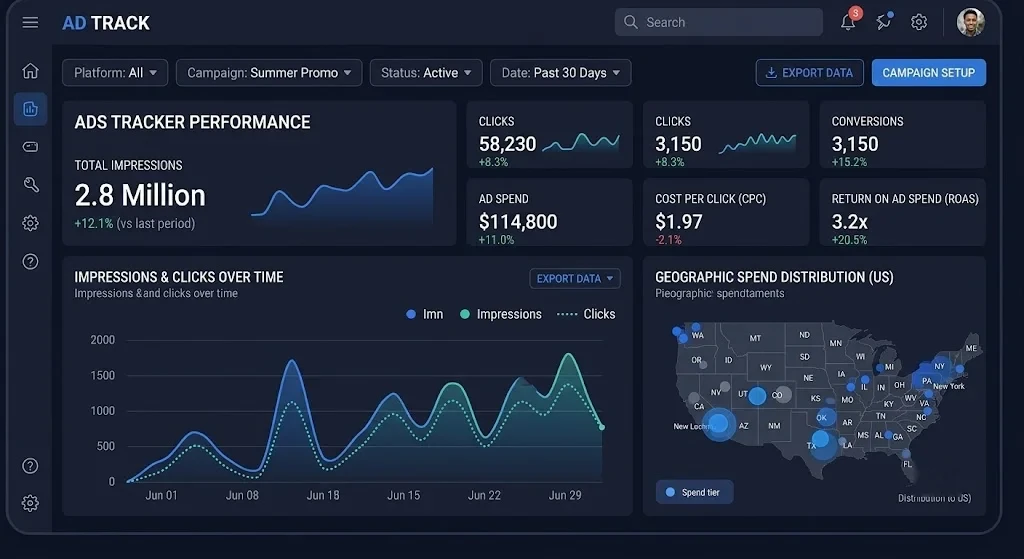 AD TRACK
Search
3
Platform: All
Campaign: Summer Promo
Status: Active
Date: Past 30 Days
EXPORT DATA
CAMPAIGN SETUP
ADS TRACKER PERFORMANCE
TOTAL IMPRESSIONS
2.8 Million
+12.1% (vs last period)
CLICKS
58,230
+8.3%
CLICKS
3,150
+8.3%
CONVERSIONS
3,150
+15.2%
AD SPEND
$114,800
+11.0%
COST PER CLICK (CPC)
$1.97
-2.1%
RETURN ON AD SPEND (ROAS)
3.2x
+20.5%
IMPRESSIONS & CLICKS OVER TIME
Impressions &and clicks over time
EXPORT DATA
Imn
Impressions
Clicks
2000
1500
1000
500
0
Jun 01
Jun 08
Jun 18
Jun 15
Jun 22
Jun 29
GEOGRAPHIC SPEND DISTRIBUTION (US)
Pieographic spendtaments
WA
MT
ND
MN
ME
OR
ID
SD
WI
MI
NY
WY
IA
PA
New York
NV
UT
CO
NE
IL
IN
OH
CA
KS
MO
KY
WV
VA
New
AZ
NM
OK
AR
TN
NC
SC
TX
LA
MS
AL
GA
FL
Spend tier
US)